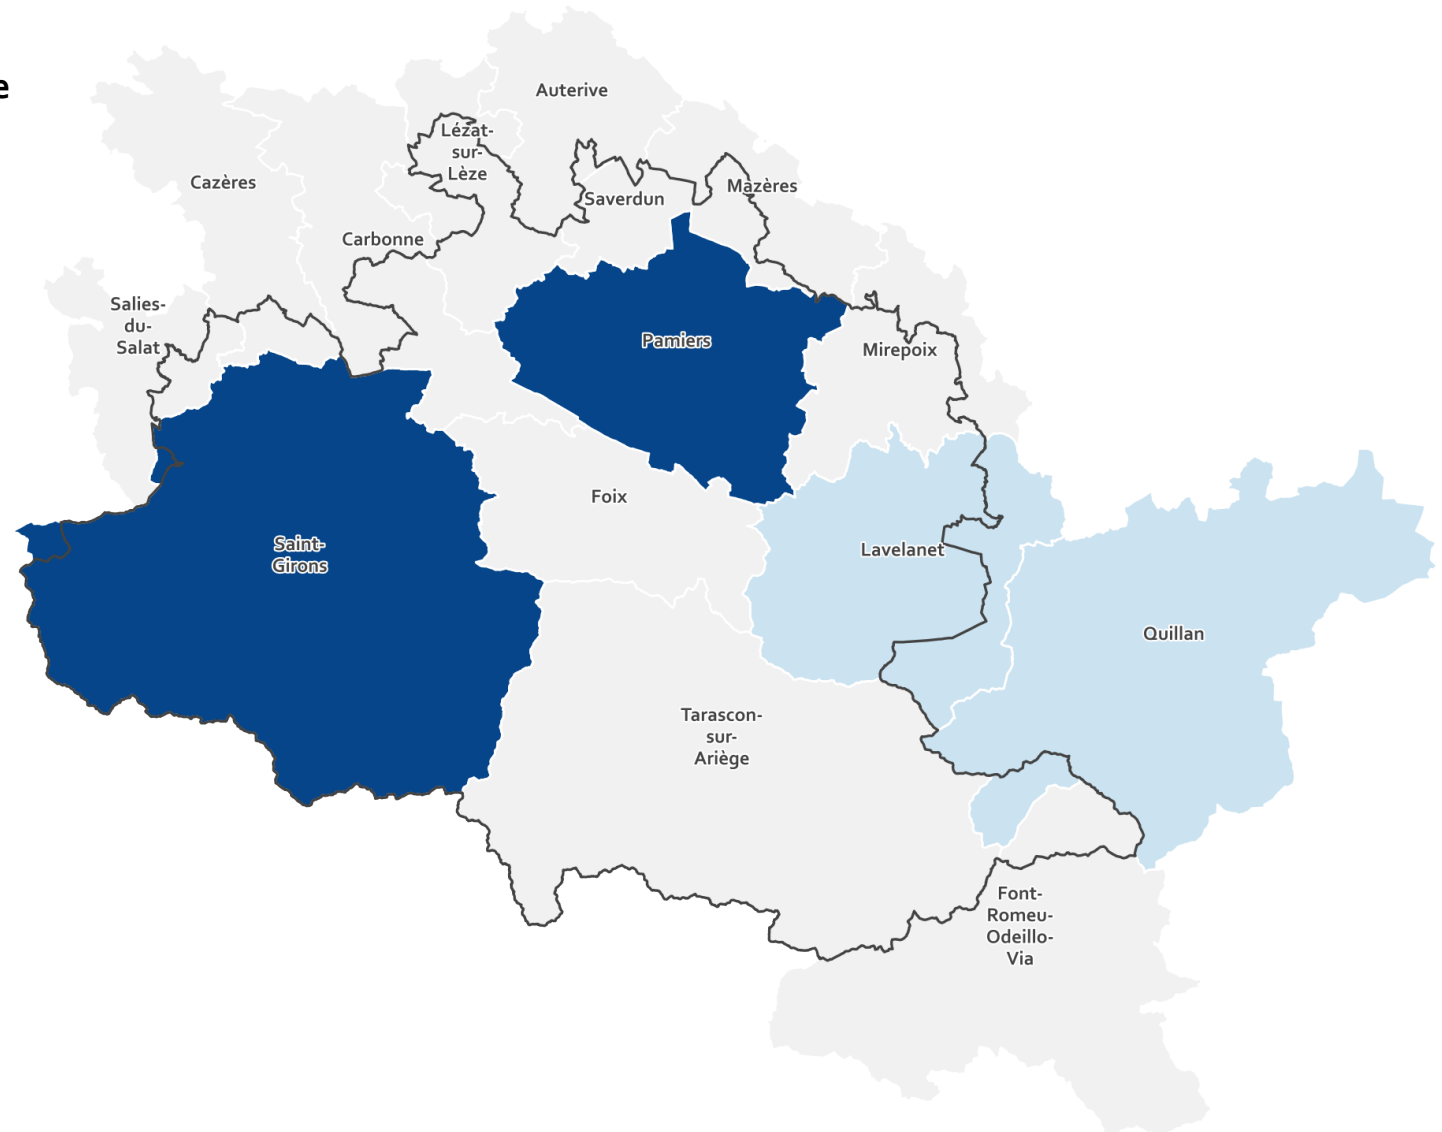 e
Auterive
Lézat-
sur-
Lèze
Cazères
Mazères
Saverdun
Carbonne
Salies-
du-
Salat
Pamiers
Mirepoix
Foix
Saint-
Girons
Lavelanet
Quillan
Tarascon-
sur-
Ariège
Font-
Romeu-
Odeillo-
Via